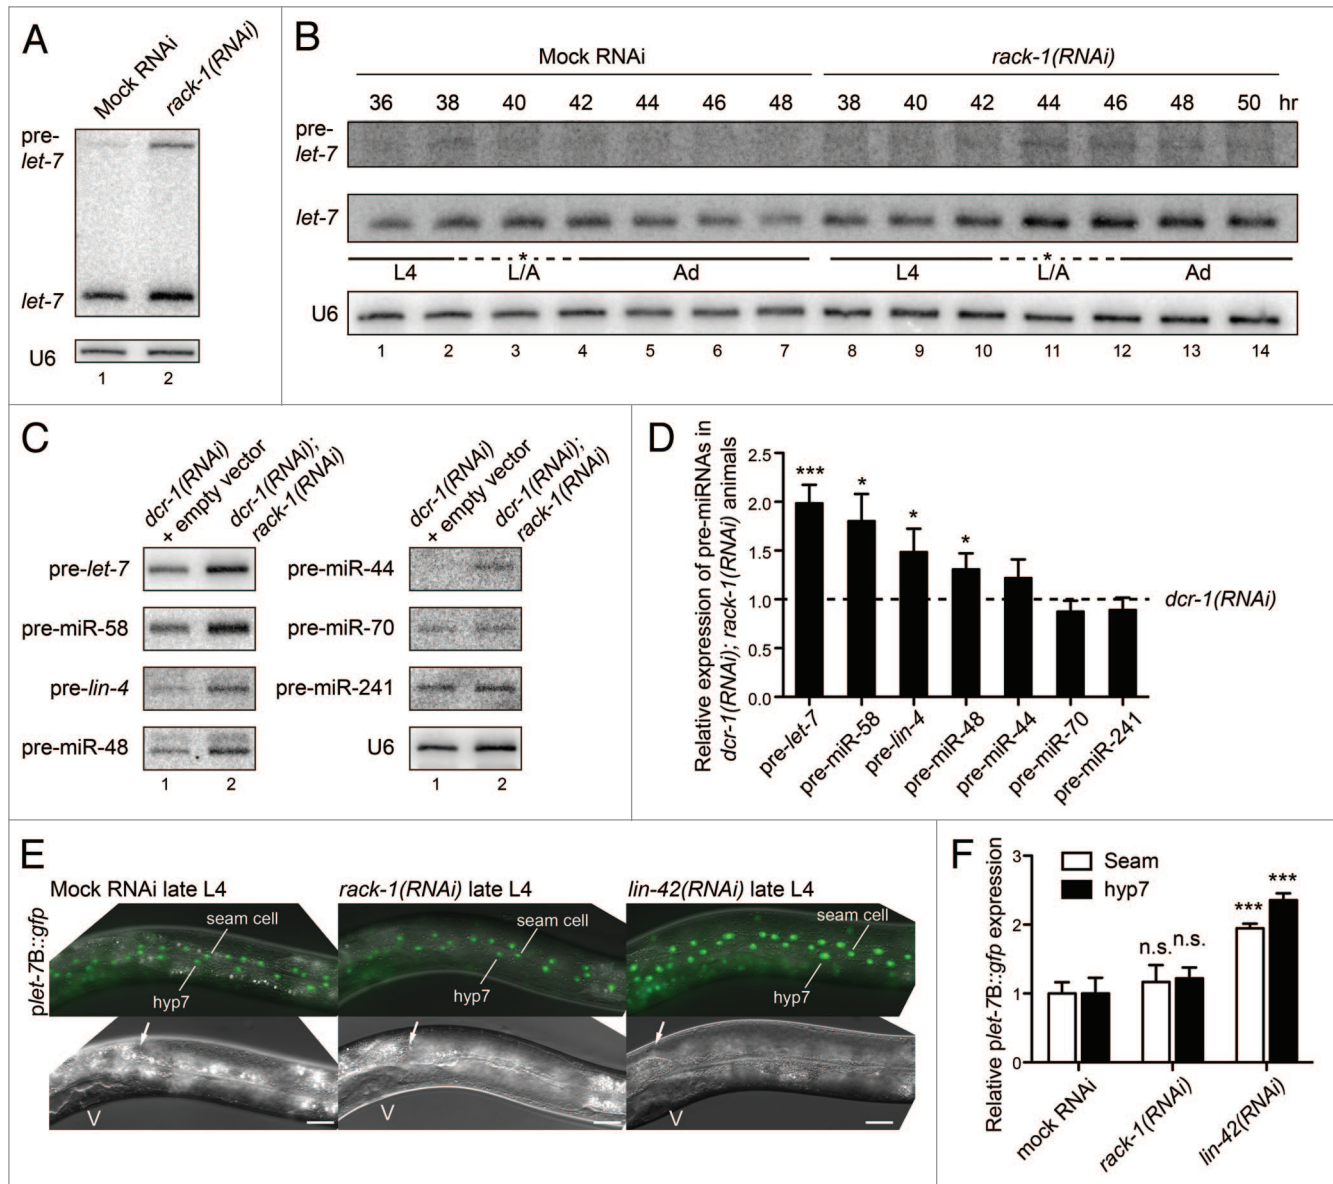 A
Mock RNAi
rack-1(RNAi)
pre-
let-7
let-7
U6
1 2
B
Mock RNAi rack-1(RNAi)
36 38 40 42 44 46 48 38 40 42 44 46 48 50 hr
pre-
let-7
let-7
* *
L4 L/A Ad L4 L/A Ad
U6
1 2 3 4 5 6 7 8 9 10 11 12 13 14
C
dcr-1(RNAi)
+ empty vector
dcr-1(RNAi);
rack-1(RNAi)
pre-let-7
pre-miR-58
pre-lin-4
pre-miR-48
1 2
dcr-1(RNAi)
+ empty vector
dcr-1(RNAi);
rack-1(RNAi)
pre-miR-44
pre-miR-70
pre-miR-241
U6
1 2
D
Relative expression of pre-miRNAs in
dcr-1(RNAi); rack-1(RNAi) animals
2.5
2.0
1.5
1.0
0.5
0.0
*** * * *
dcr-1(RNAi)
pre-let-7
pre-miR-58
pre-lin-4
pre-miR-48
pre-miR-44
pre-miR-70
pre-miR-241
E
plet-7B::gfp
Mock RNAi late L4
seam cell
hyp7
V
rack-1(RNAi) late L4
seam cell
hyp7
V
lin-42(RNAi) late L4
seam cell
hyp7
F
Relative plet-7B::gfp expression
3
2
1
0
Seam
hyp7
n.s. n.s. *** ***
mock RNAi
rack-1(RNAi)
lin-42(RNAi)